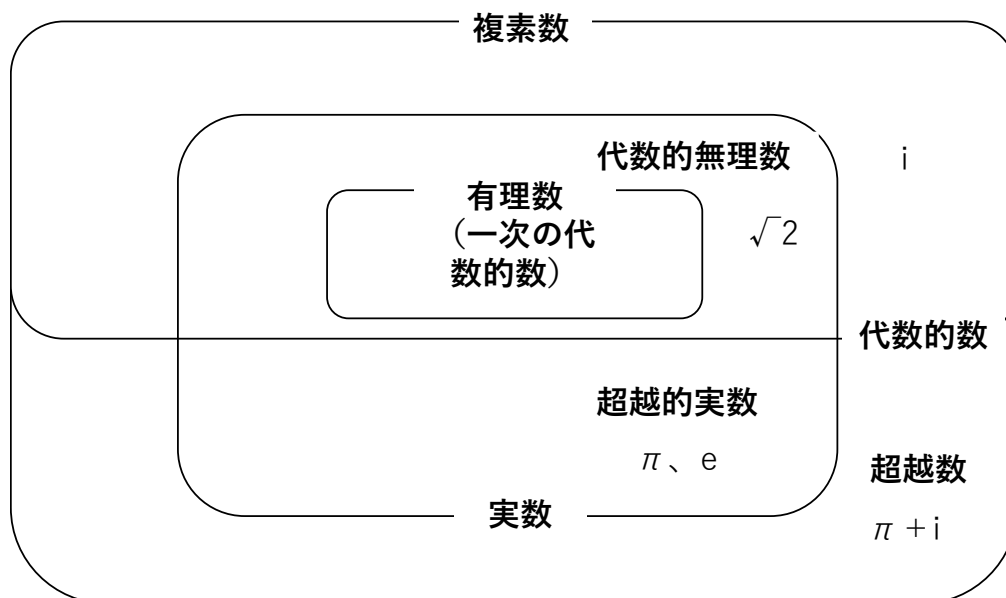 複素数
代数的無理数
i
有理数
（一次の代
数的数）
√2
代数的数
超越的実数
π、e
超越数
実数
π+i